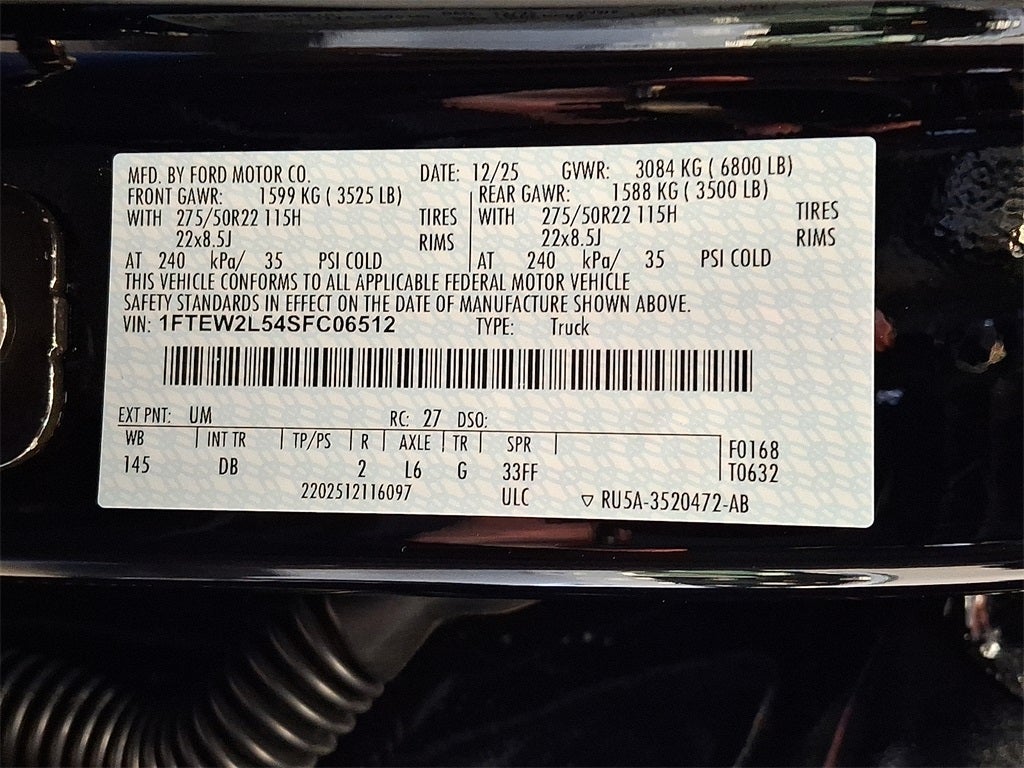 MFD. BY FORD MOTOR CO. DATE: 12/25 GVWR: 3084 KG ( 6800 LB)
FRONT GAWR: 1599 KG ( 3525 LB) REAR GAWR: 1588 KG ( 3500 LB)
WITH 275/50R22 115H TIRES WITH 275/50R22 115H TIRES
22x8.5J RIMS 22x8.5J RIMS
AT 240 kPa/ 35 PSI COLD AT 240 kPa/ 35 PSI COLD
THIS VEHICLE CONFORMS TO ALL APPLICABLE FEDERAL MOTOR VEHICLE
SAFETY STANDARDS IN EFFECT ON THE DATE OF MANUFACTURE SHOWN ABOVE.
VIN: 1FTEW2L54SFC06512 TYPE: Truck
EXT PNT: UM RC: 27 DSO:
WB INT TR TP/PS R AXLE TR SPR F0168
145 DB 2 L6 G 33FF T0632
2202512116097 ULC ▽ RU5A-3520472-AB